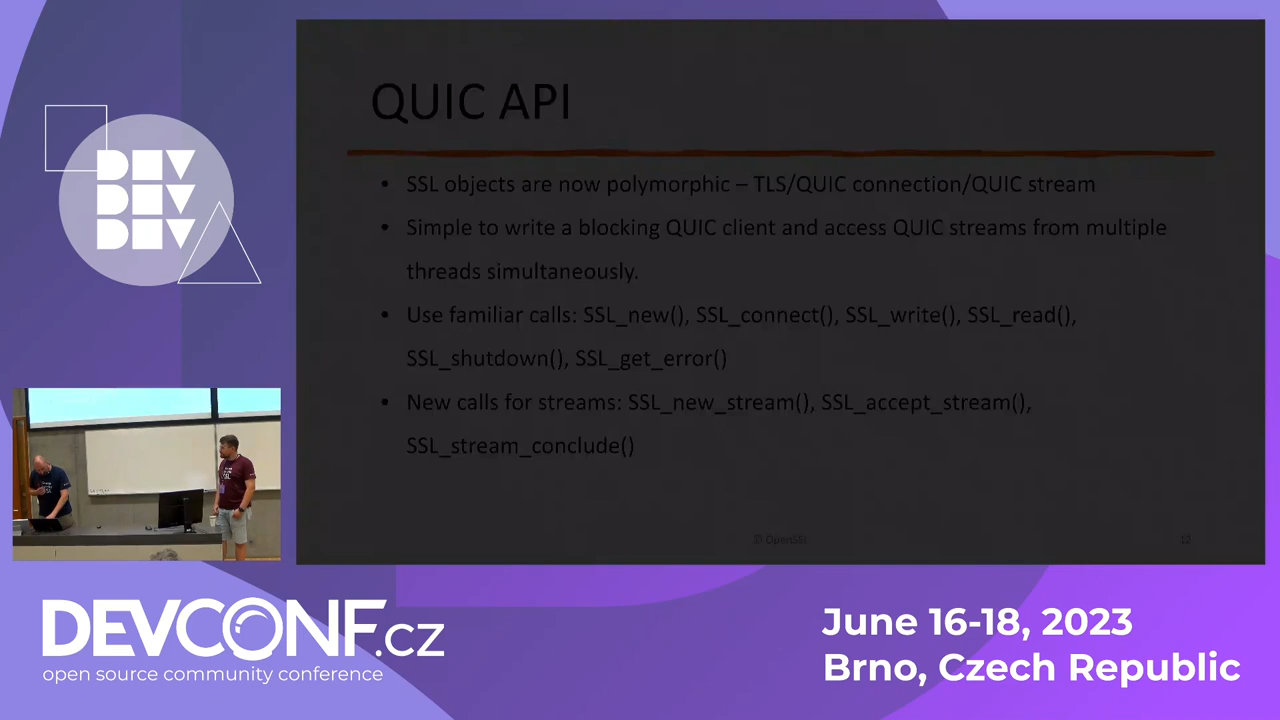 DEV
DEV
DEV
QUIC API
• SSL objects are now polymorphic – TLS/QUIC connection/QUIC stream
• Simple to write a blocking QUIC client and access QUIC streams from multiple
threads simultaneously.
• Use familiar calls: SSL_new(), SSL_connect(), SSL_write(), SSL_read(),
SSL_shutdown(), SSL_get_error()
• New calls for streams: SSL_new_stream(), SSL_accept_stream(),
SSL_stream_conclude()
© OpenSSL
12
DEVCONF.cz
open source community conference
June 16-18, 2023
Brno, Czech Republic